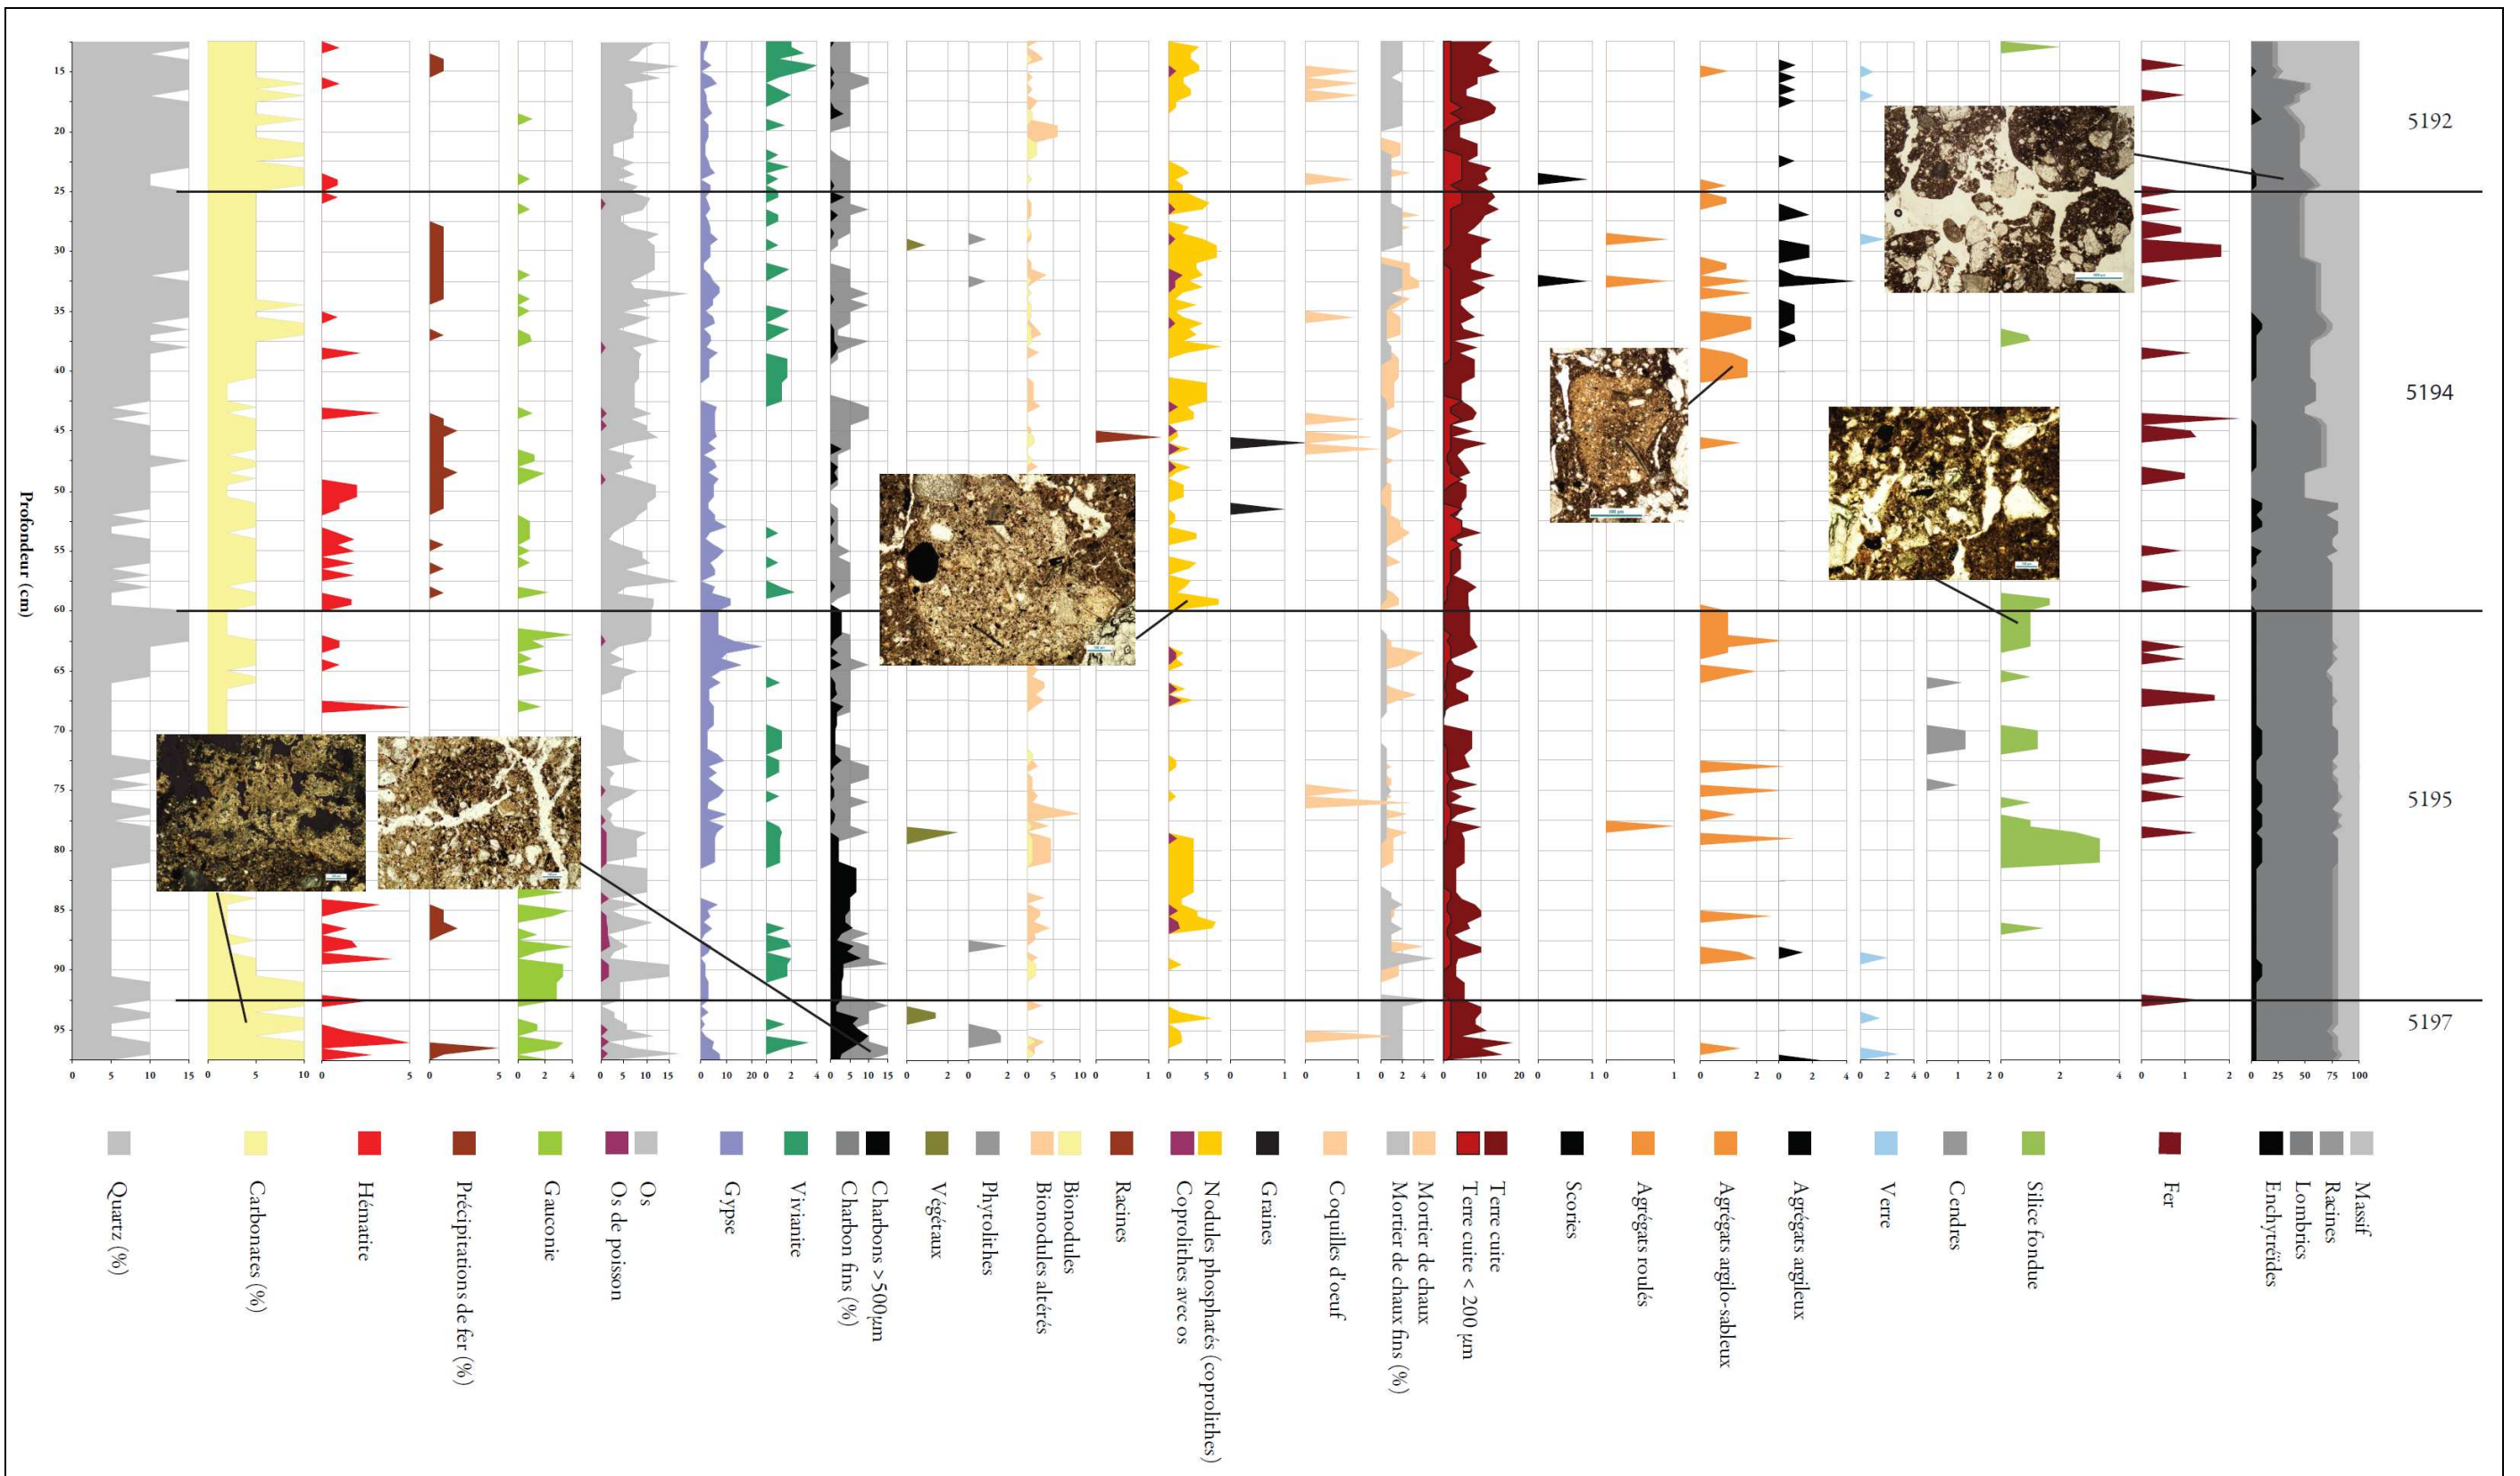 15
20
25
30
35
40
45
50
55
60
65
70
75
80
85
90
95
Profondeur (cm)
5192
5194
5195
5197
0 5 10 15
0 5 10
0 5
0 5
0 2 4
0 5 10 15
0 10 20
0 2 4
0 5 10 15
0 2
0 2
0 5 10
0 1
0 5
0 1
0 1
0 2 4
0 10 20
0 1
0 1
0 2
0 2 4
0 2 4
0 1 2
0 2 4
0 1 2
0 25 50 75 100
Quartz (%)
Carbonates (%)
Hématite
Précipitations de fer (%)
Gauconie
Os de poisson
Os
Gypse
Vivianite
Charbon fins (%)
Charbons >500µm
Végétaux
Phytolithes
Bionodules altérés
Bionodules
Racines
Coprolithes avec os
Nodules phosphatés (coprolithes)
Graines
Coquilles d'oeuf
Mortier de chaux fins (%)
Mortier de chaux
Terre cuite < 200 µm
Terre cuite
Scories
Agrégats roulés
Agrégats argilo-sableux
Agrégats argileux
Verre
Cendres
Silice fondue
Fer
Enchytréides
Lombrics
Racines
Massif